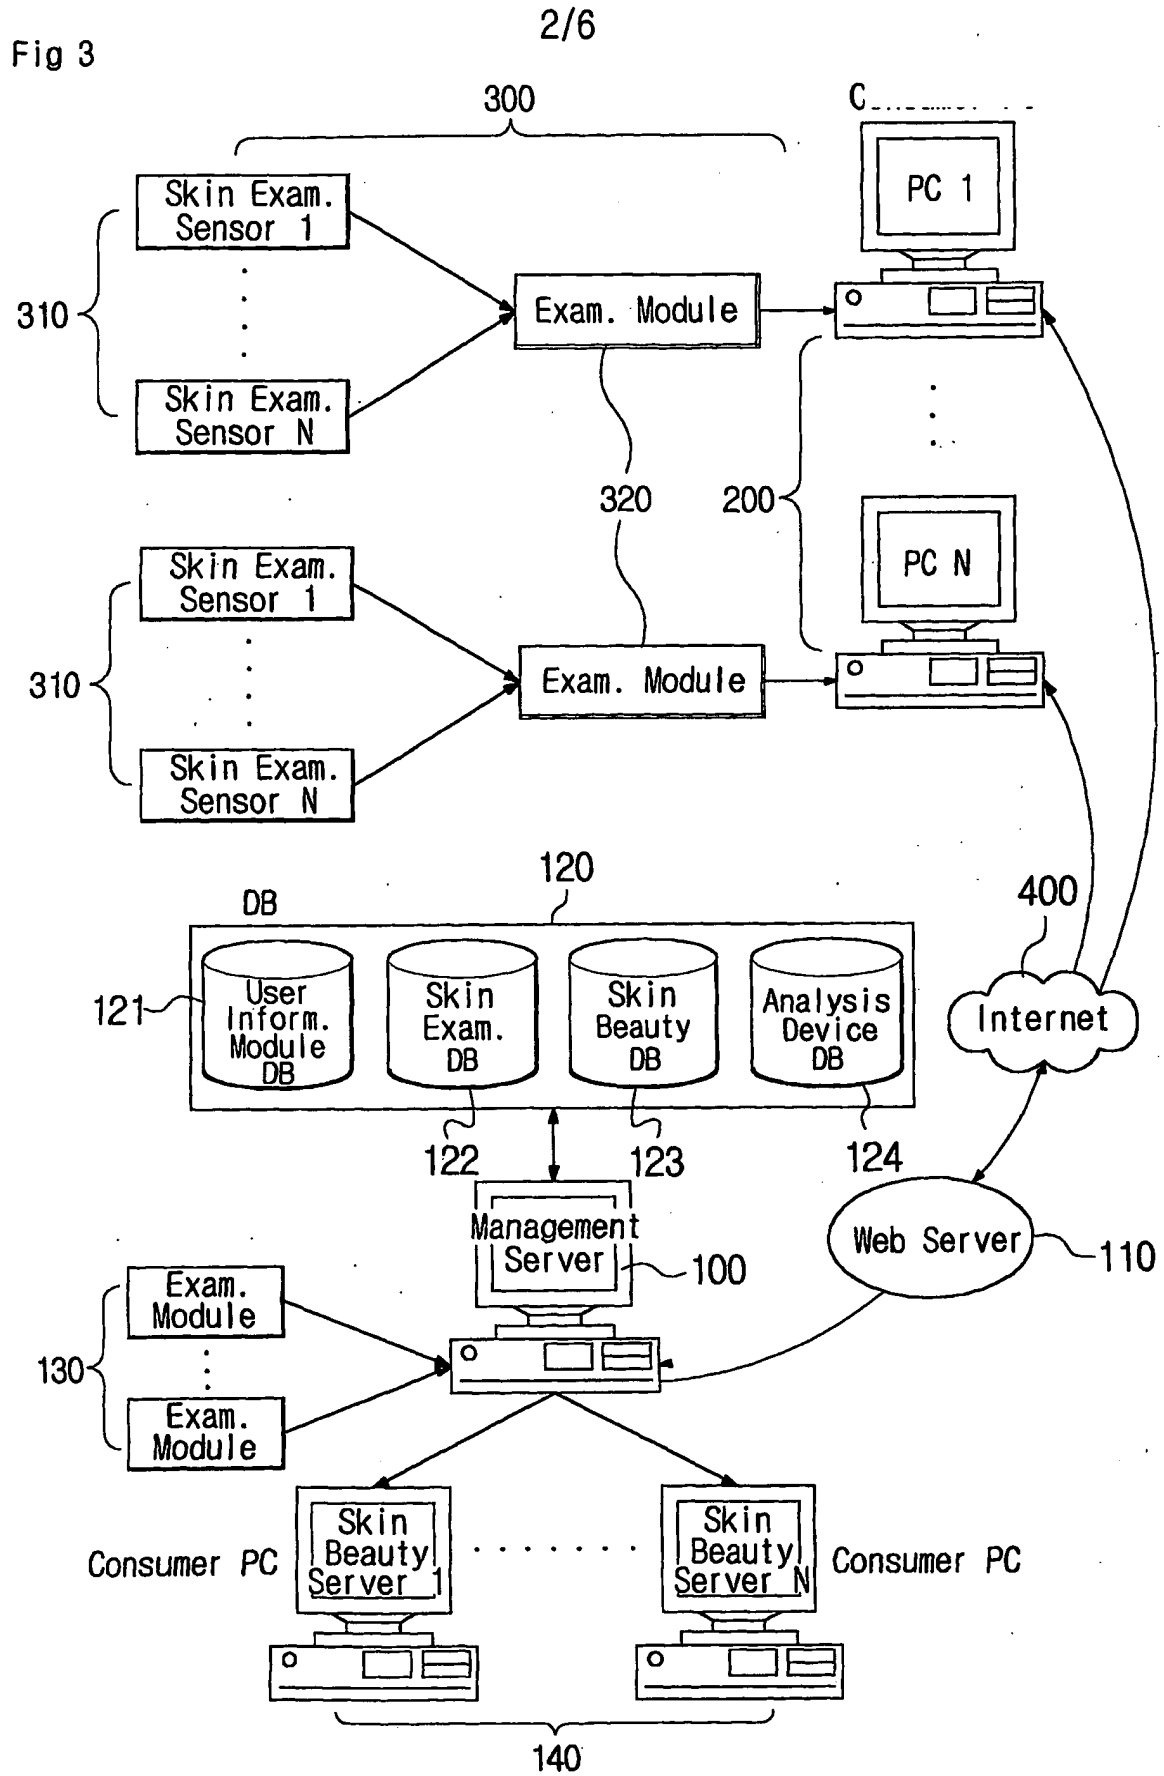 2/6
Fig 3
300
PC 1
Skin Exam.
Sensor 1
310
Exam. Module
Skin Exam.
Sensor N
320
200
PC N
Skin Exam.
Sensor 1
310
Exam. Module
Skin Exam.
Sensor N
120
DB
400
121
User
Inform.
Module
DB
Skin
Exam.
DB
Skin
Beauty
DB
Analysis
Device
DB
Internet
122
123
124
Management
Server
100
Web Server
110
Exam.
Module
130
Exam.
Module
Skin
Beauty
Server 1
Skin
Beauty
Server N
Consumer PC
Consumer PC
140